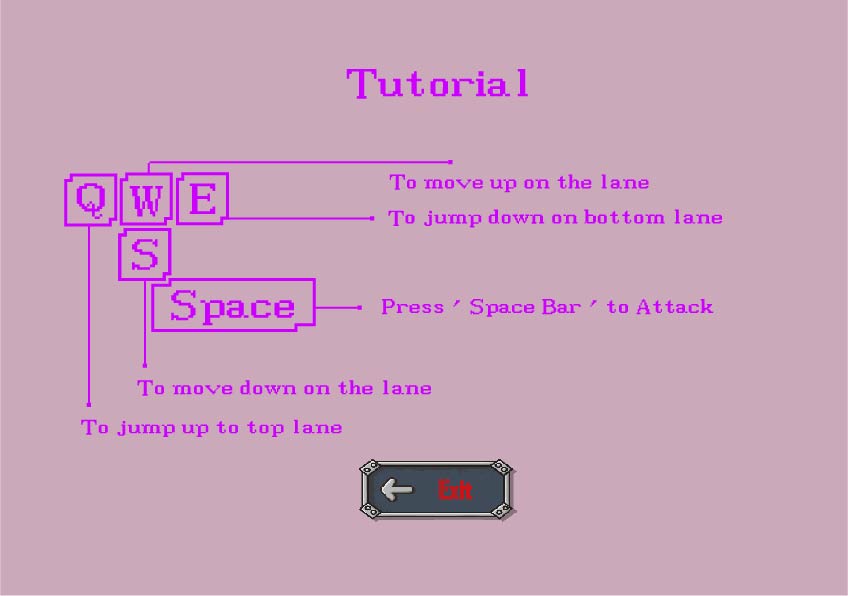 Tutorial
Q W E
To move up on the lane
To jump down on bottom lane
S
Space
Press ' Space Bar ' to Attack
To move down on the lane
To jump up to top lane
Exit